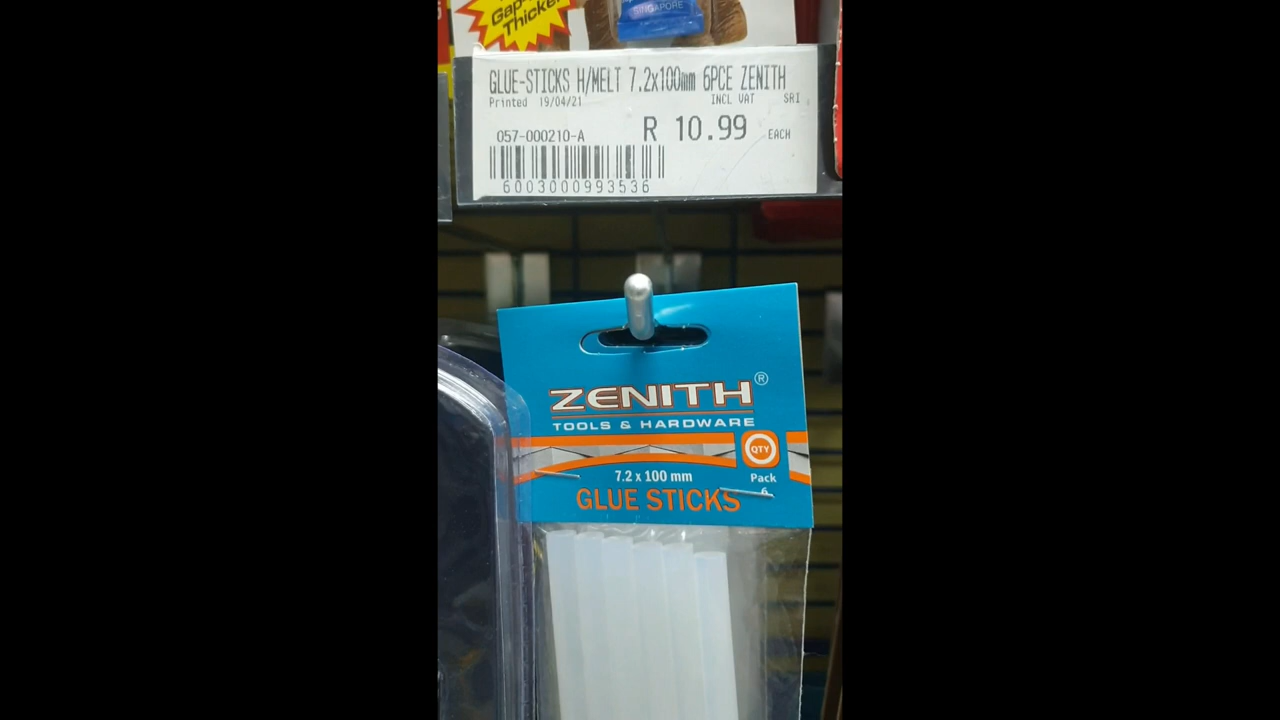 Thicker
SINGAPORE
GLUE-STICKS H/MELT 7.2x100mm 6PCE ZENITH
Printed 19/04/21 INCL VAT SRI
057-000210-A R 10.99 EACH
6003000993536
ZENITH®
TOOLS & HARDWARE
QTY
7.2 x 100 mm Pack
6
GLUE STICKS